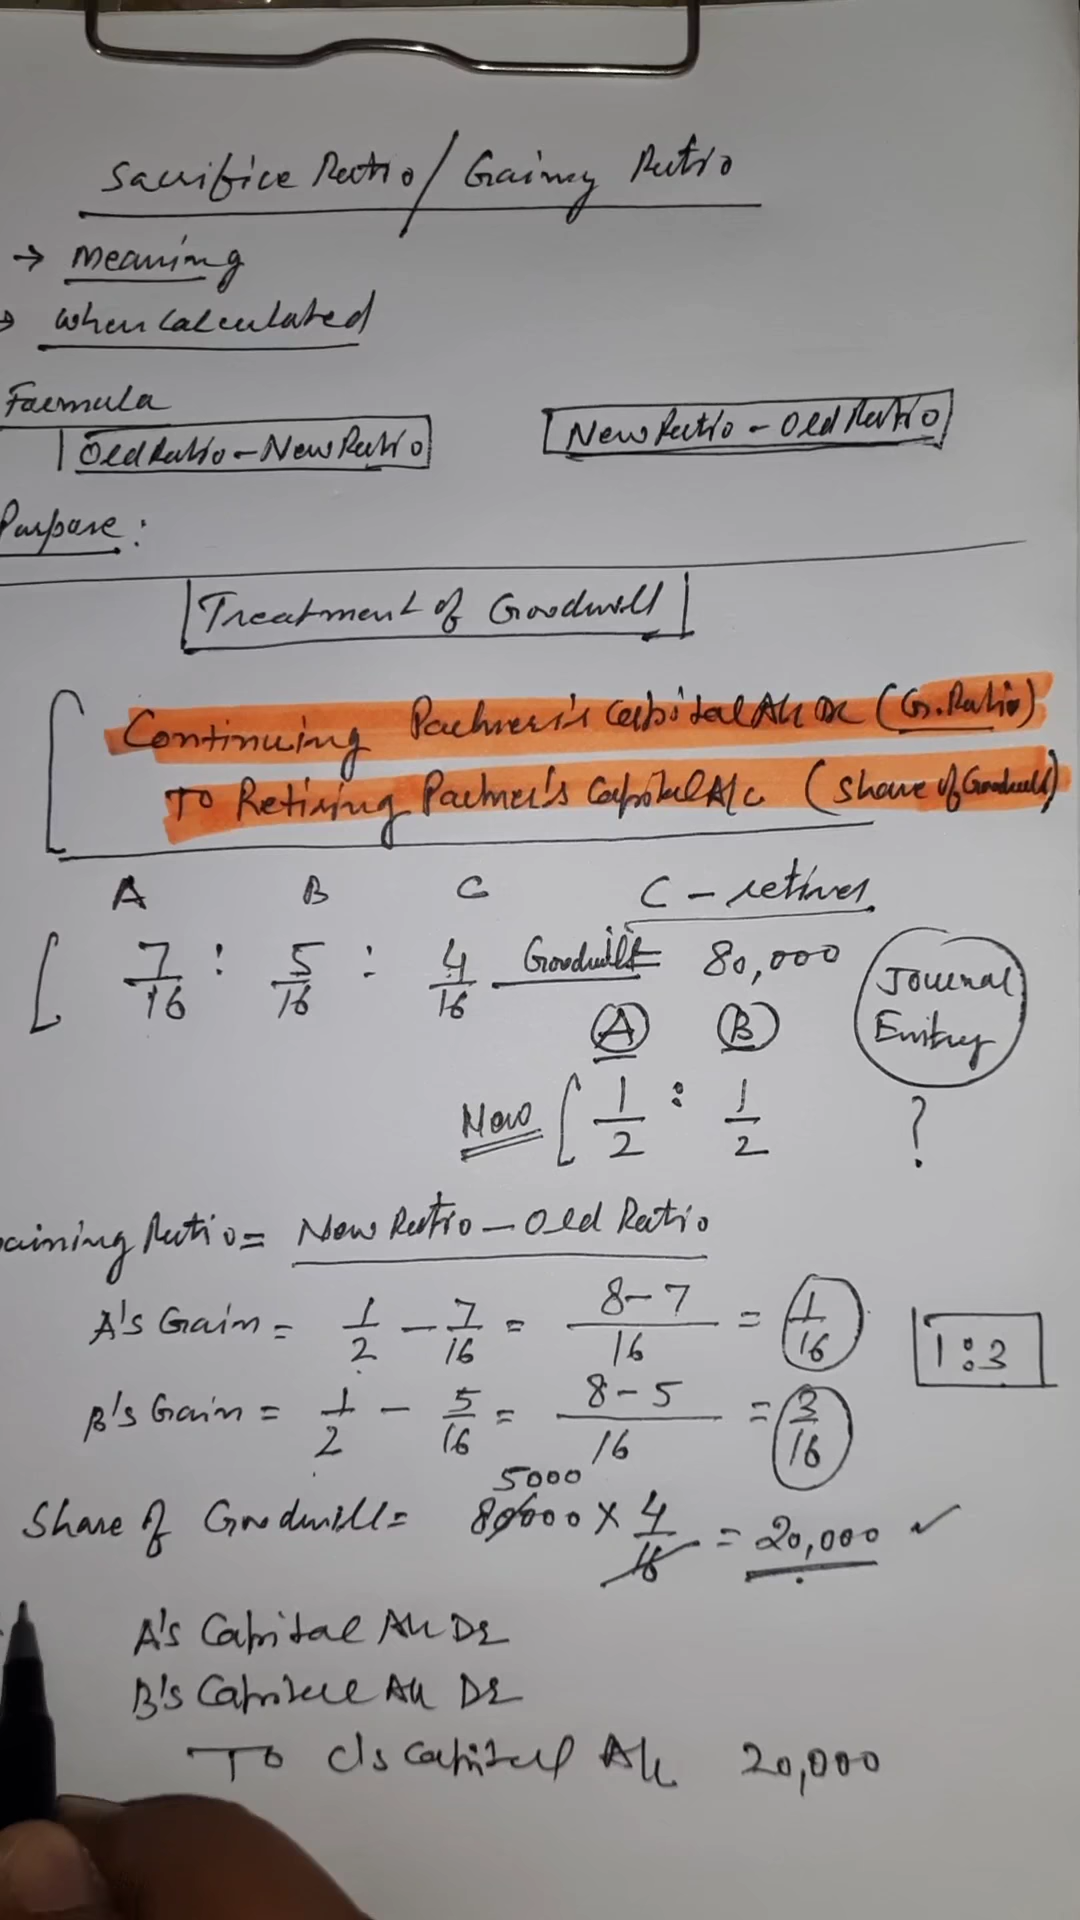 Sacrifice Ratio / Gaining Ratio
→ Meaning
→ When Calculated
Formula
Old Ratio - New Ratio
New Ratio - Old Ratio
Purpose :
Treatment of Goodwill
Continuing Partner's Capital A/c Dr (G. Ratio)
To Retiring Partner's Capital A/c (Share of Goodwill)
A B C C - retires
7/16 : 5/16 : 4/16 Goodwill = 80,000
Journal Entry ?
A B
New 1/2 : 1/2
aining Ratio = New Ratio - Old Ratio
A's Gain = 1/2 - 7/16 = 8-7/16 = 1/16
1:3
B's Gain = 1/2 - 5/16 = 8-5/16 = 3/16
5000
Share of Goodwill = 80000 × 4/16 = 20,000 ✓
A's Capital A/c Dr
B's Capital A/c Dr
To C's Capital A/c 20,000